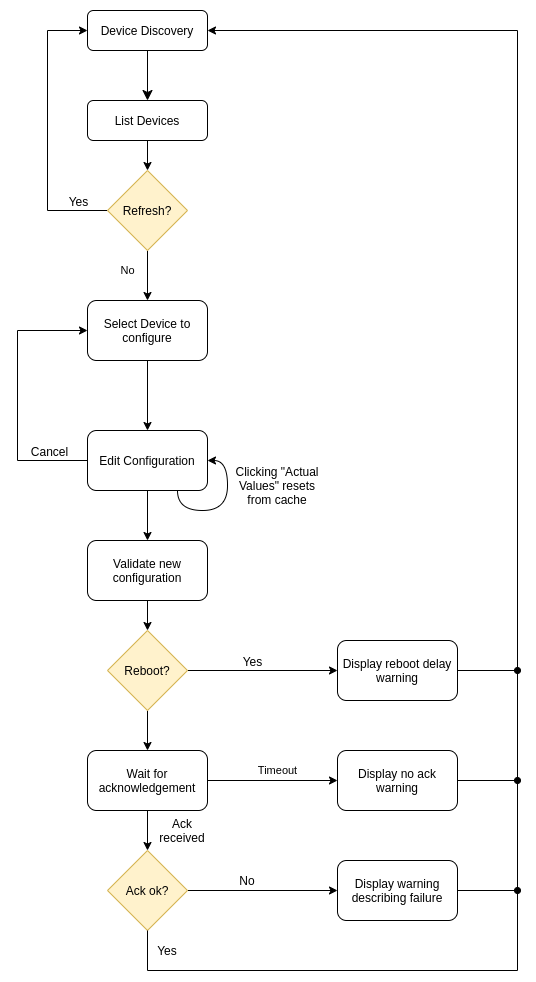 Device Discovery
List Devices
Refresh?
Yes
No
Select Device to
configure
Cancel
Edit Configuration
Clicking "Actual
Values" resets
from cache
Validate new
configuration
Reboot?
Yes
Display reboot delay
warning
Wait for
acknowledgement
Timeout
Display no ack
warning
Ack
received
Ack ok?
No
Display warning
describing failure
Yes